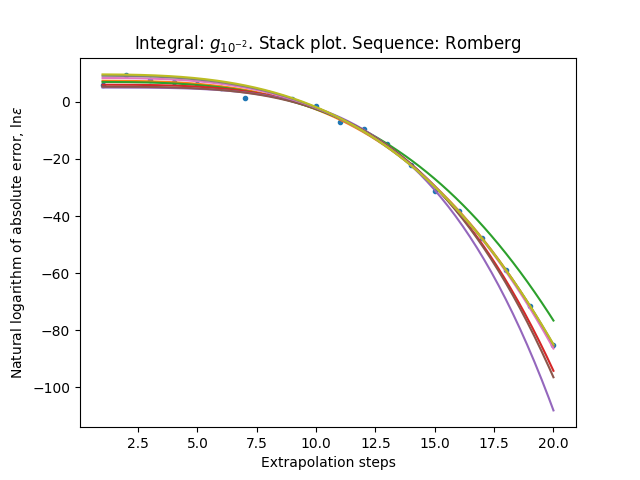 Integral: g₁₀₋₂. Stack plot. Sequence: Romberg
Natural logarithm of absolute error, lnε
0
−20
−40
−60
−80
−100
2.5 5.0 7.5 10.0 12.5 15.0 17.5 20.0
Extrapolation steps